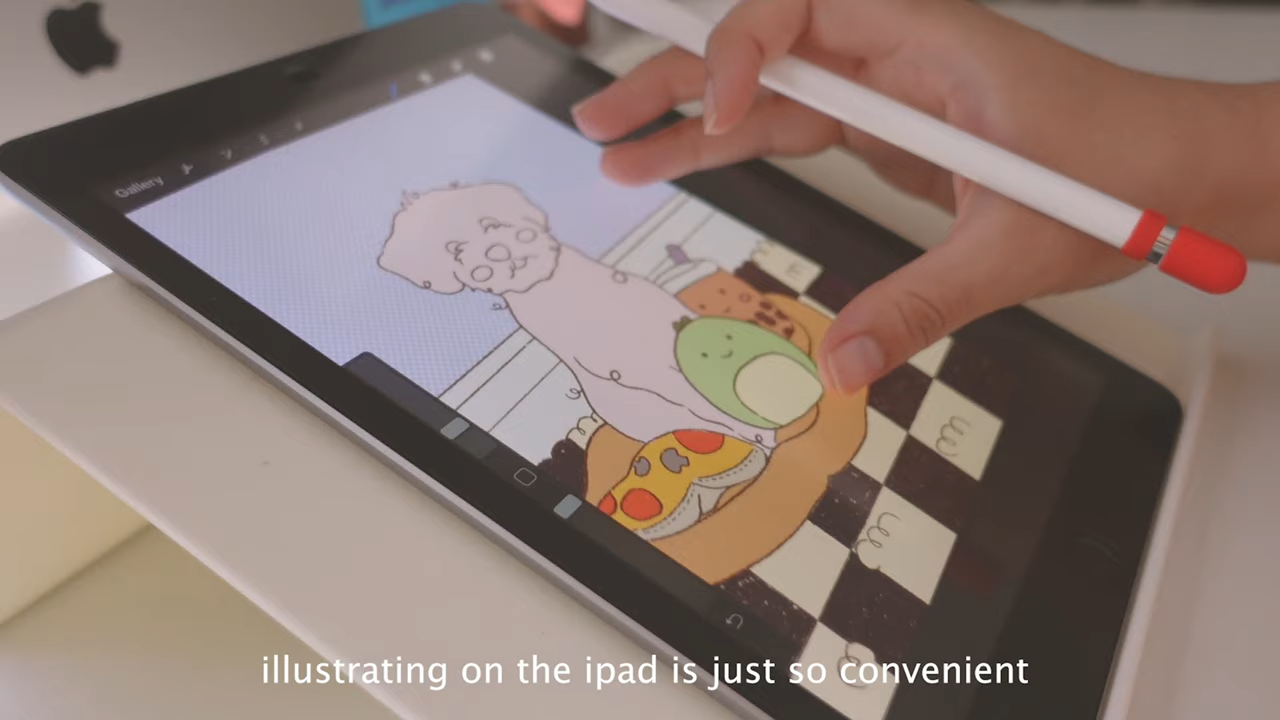 Gallery
illustrating on the ipad is just so convenient